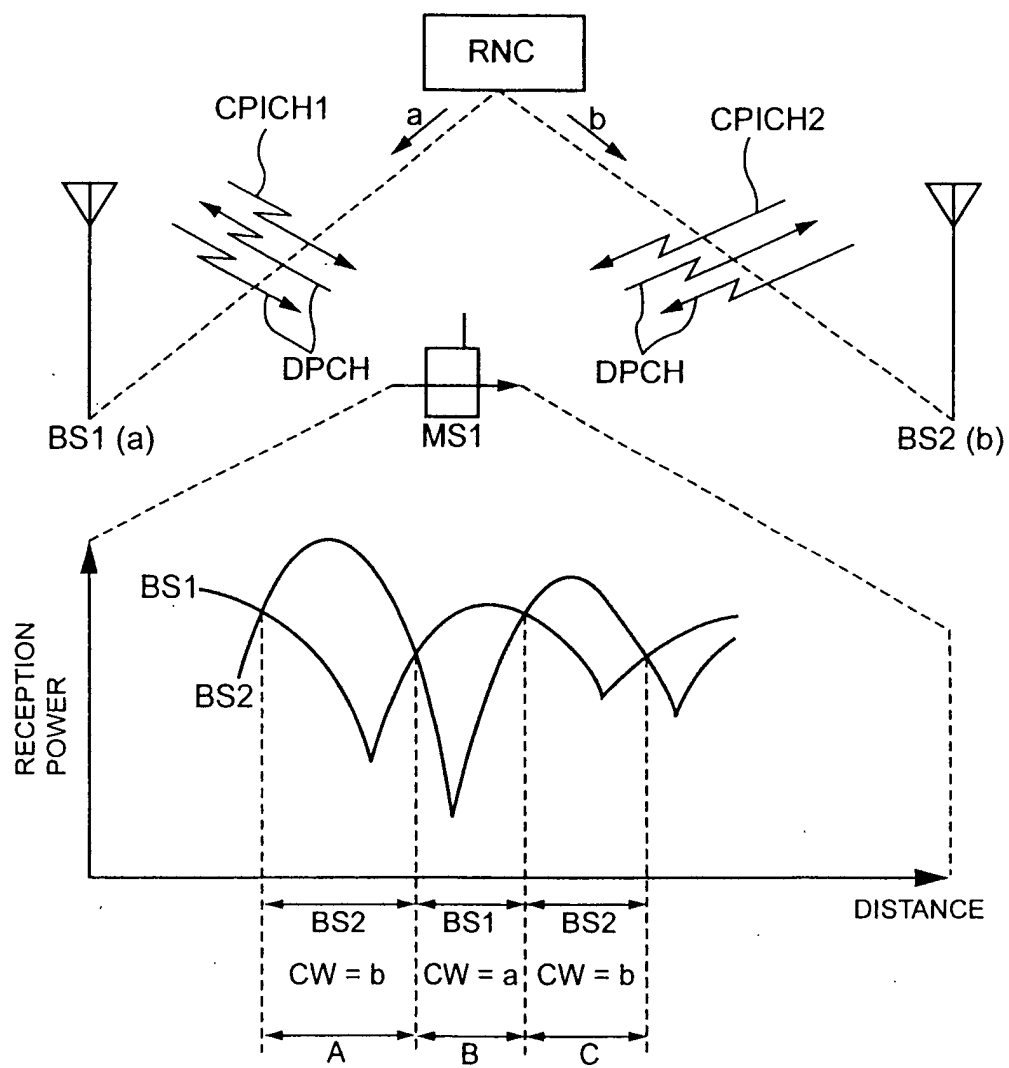 RNC
CPICH1
a
b
CPICH2
DPCH
DPCH
BS1 (a)
MS1
BS2 (b)
BS1
BS2
RECEPTION
POWER
DISTANCE
BS2
BS1
BS2
CW = b
CW = a
CW = b
A
B
C